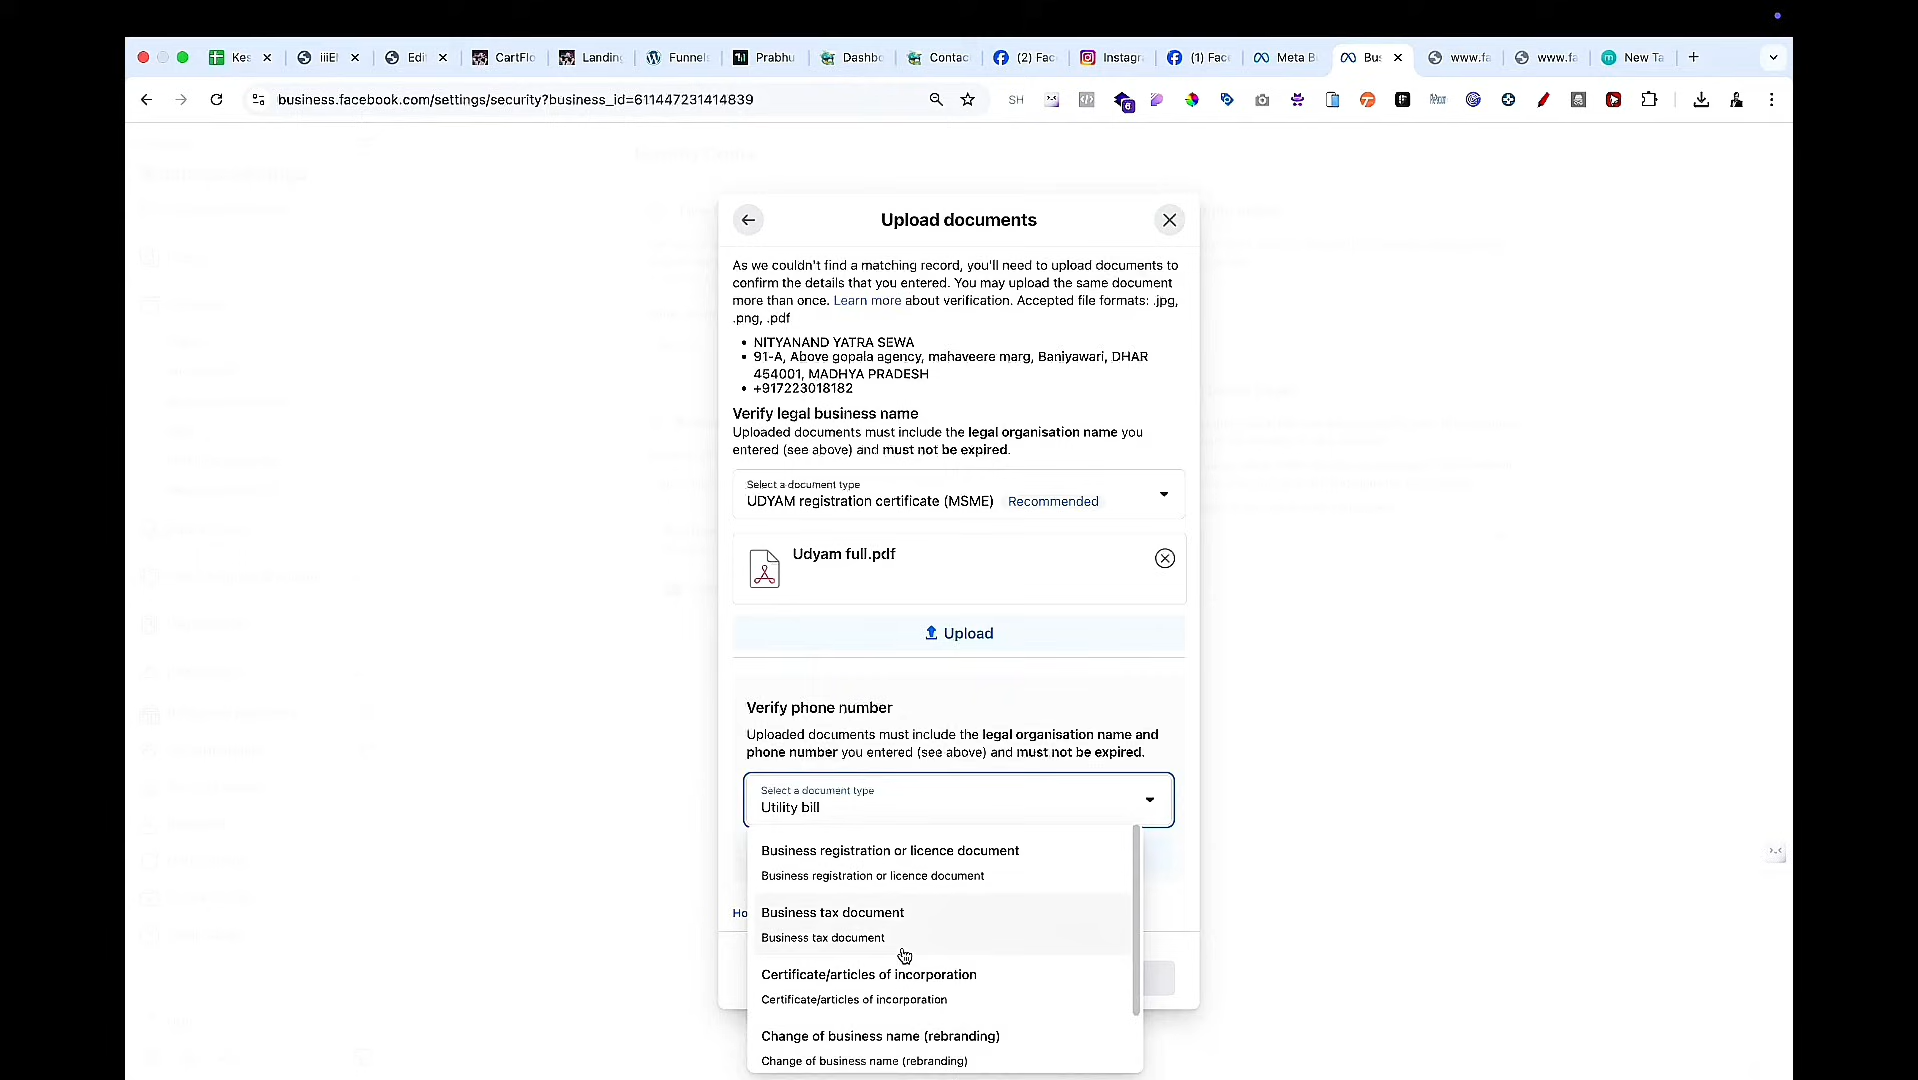 Kes
iiiEl
Edit
CartFlo
Landing
Funnels
Prabhu
Dashbo
Contac
(2) Fac
Instagr
(1) Fac
Meta B
Bus
www.fa
www.fa
New Ta
business.facebook.com/settings/security?business_id=611447231414839
SH
6
Upload documents
As we couldn't find a matching record, you'll need to upload documents to
confirm the details that you entered. You may upload the same document
more than once. Learn more about verification. Accepted file formats: .jpg,
.png, .pdf
• NITYANAND YATRA SEWA
• 91-A, Above gopala agency, mahaveere marg, Baniyawari, DHAR
454001, MADHYA PRADESH
• +917223018182
Verify legal business name
Uploaded documents must include the legal organisation name you
entered (see above) and must not be expired.
Select a document type
UDYAM registration certificate (MSME) Recommended
Udyam full.pdf
Upload
Verify phone number
Uploaded documents must include the legal organisation name and
phone number you entered (see above) and must not be expired.
Select a document type
Utility bill
Business registration or licence document
Business registration or licence document
Ho
Business tax document
Business tax document
Certificate/articles of incorporation
Certificate/articles of incorporation
Change of business name (rebranding)
Change of business name (rebranding)